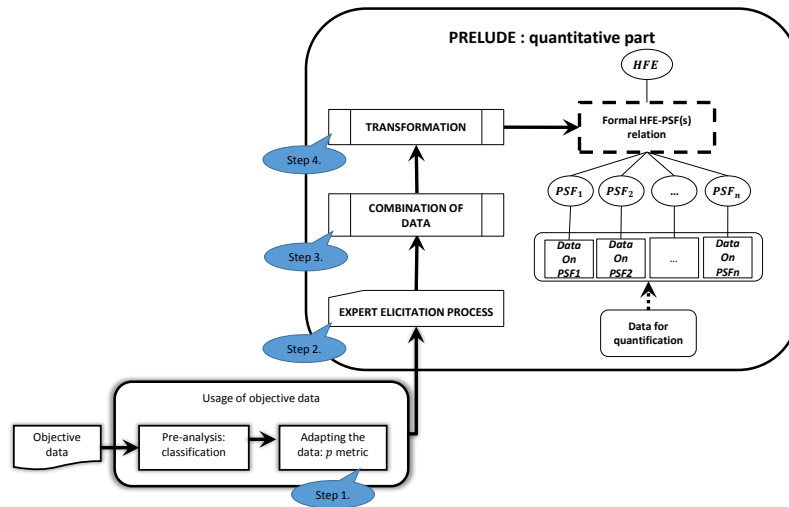 PRELUDE : quantitative part
HFE
TRANSFORMATION
Formal HFE-PSF(s)
relation
Step 4.
PSF₁
PSF₂
...
PSFₙ
COMBINATION OF
DATA
Step 3.
Data
On
PSF1
Data
On
PSF2
...
Data
On
PSFn
EXPERT ELICITATION PROCESS
Data for
quantification
Step 2.
Usage of objective data
Objective
data
Pre-analysis:
classification
Adapting the
data: p metric
Step 1.